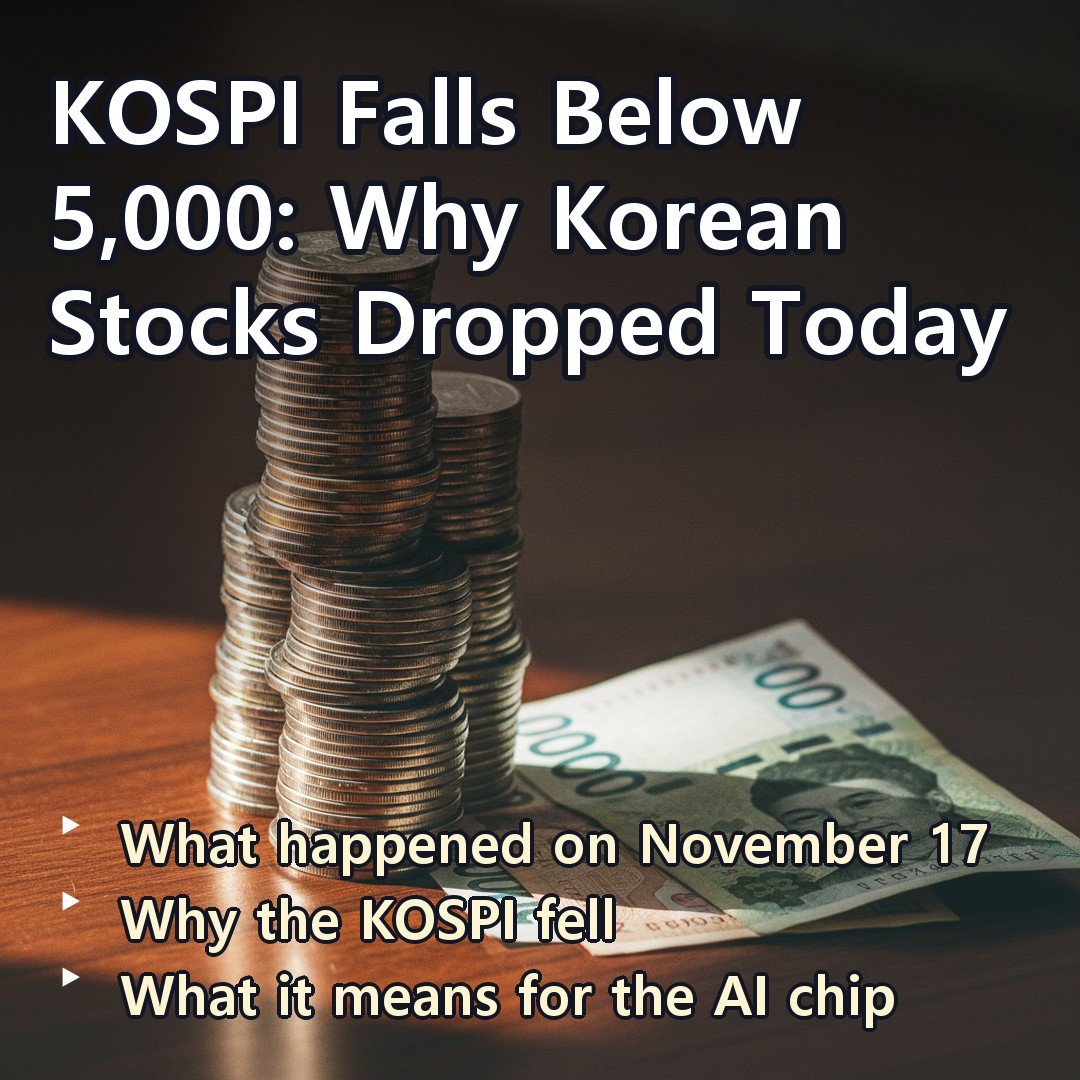 KOSPI Falls Below
5,000: Why Korean
Stocks Dropped Today
What happened on November 17
Why the KOSPI fell
What it means for the AI chip